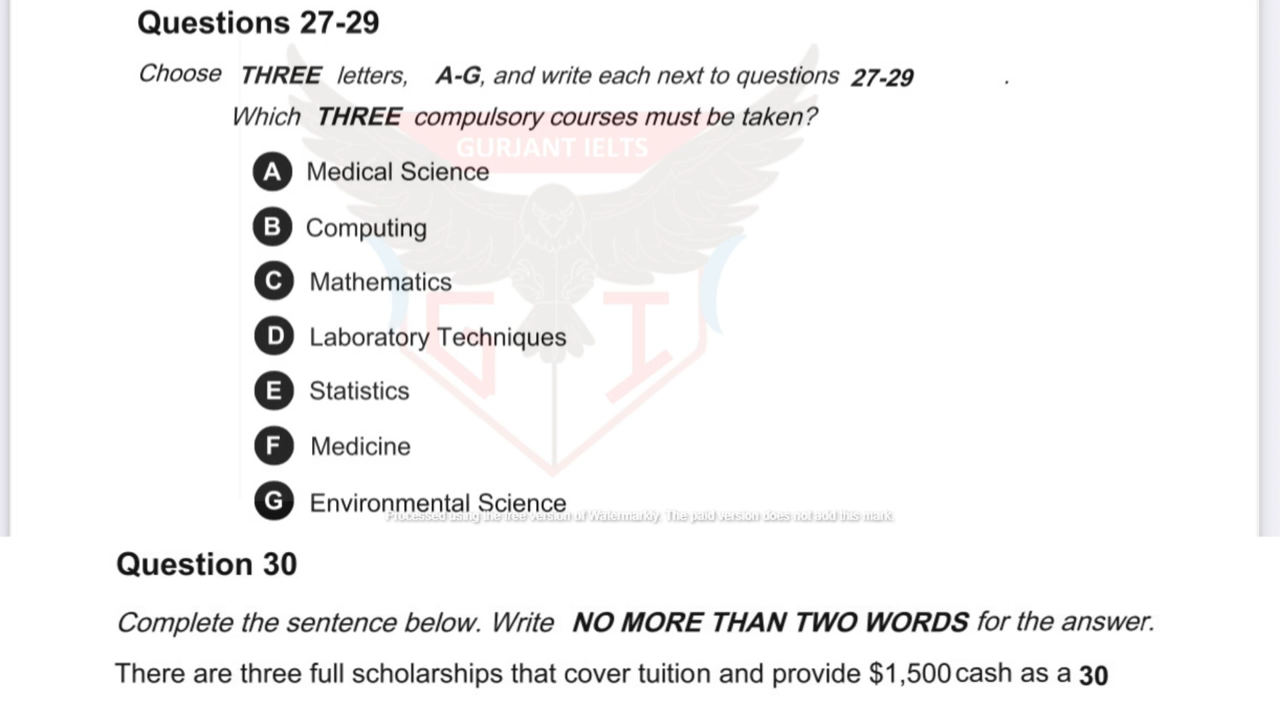 Questions 27-29
Choose THREE letters, A-G, and write each next to questions 27-29 .
Which THREE compulsory courses must be taken?
GURJANT IELTS
A Medical Science
B Computing
C Mathematics
D Laboratory Techniques
G I
E Statistics
F Medicine
G Environmental Science
Processed using the free version of Watermarkly. The paid version does not add this mark.
Question 30
Complete the sentence below. Write NO MORE THAN TWO WORDS for the answer.
There are three full scholarships that cover tuition and provide $1,500 cash as a 30